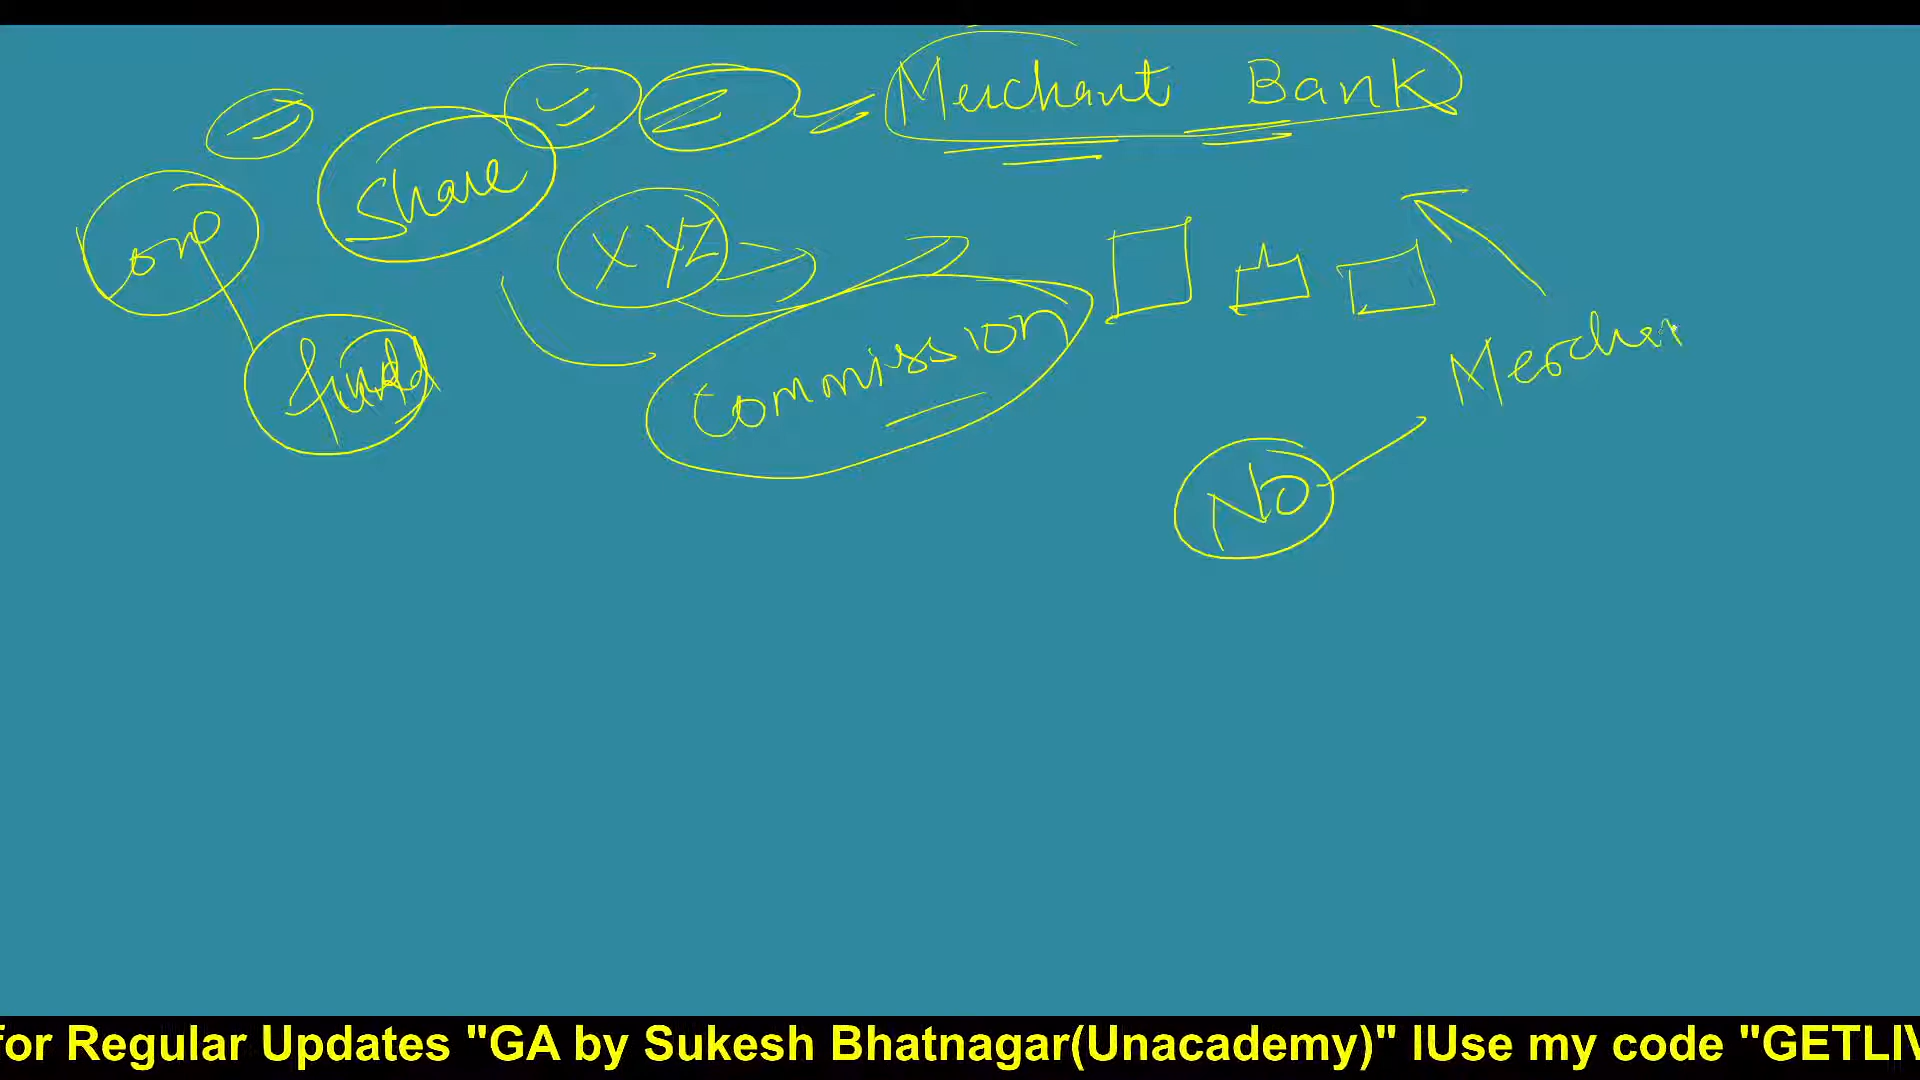 Merchant Bank
Share
XYZ
org
fund
Commission
Merchan
No
for Regular Updates "GA by Sukesh Bhatnagar(Unacademy)" lUse my code "GETLIV